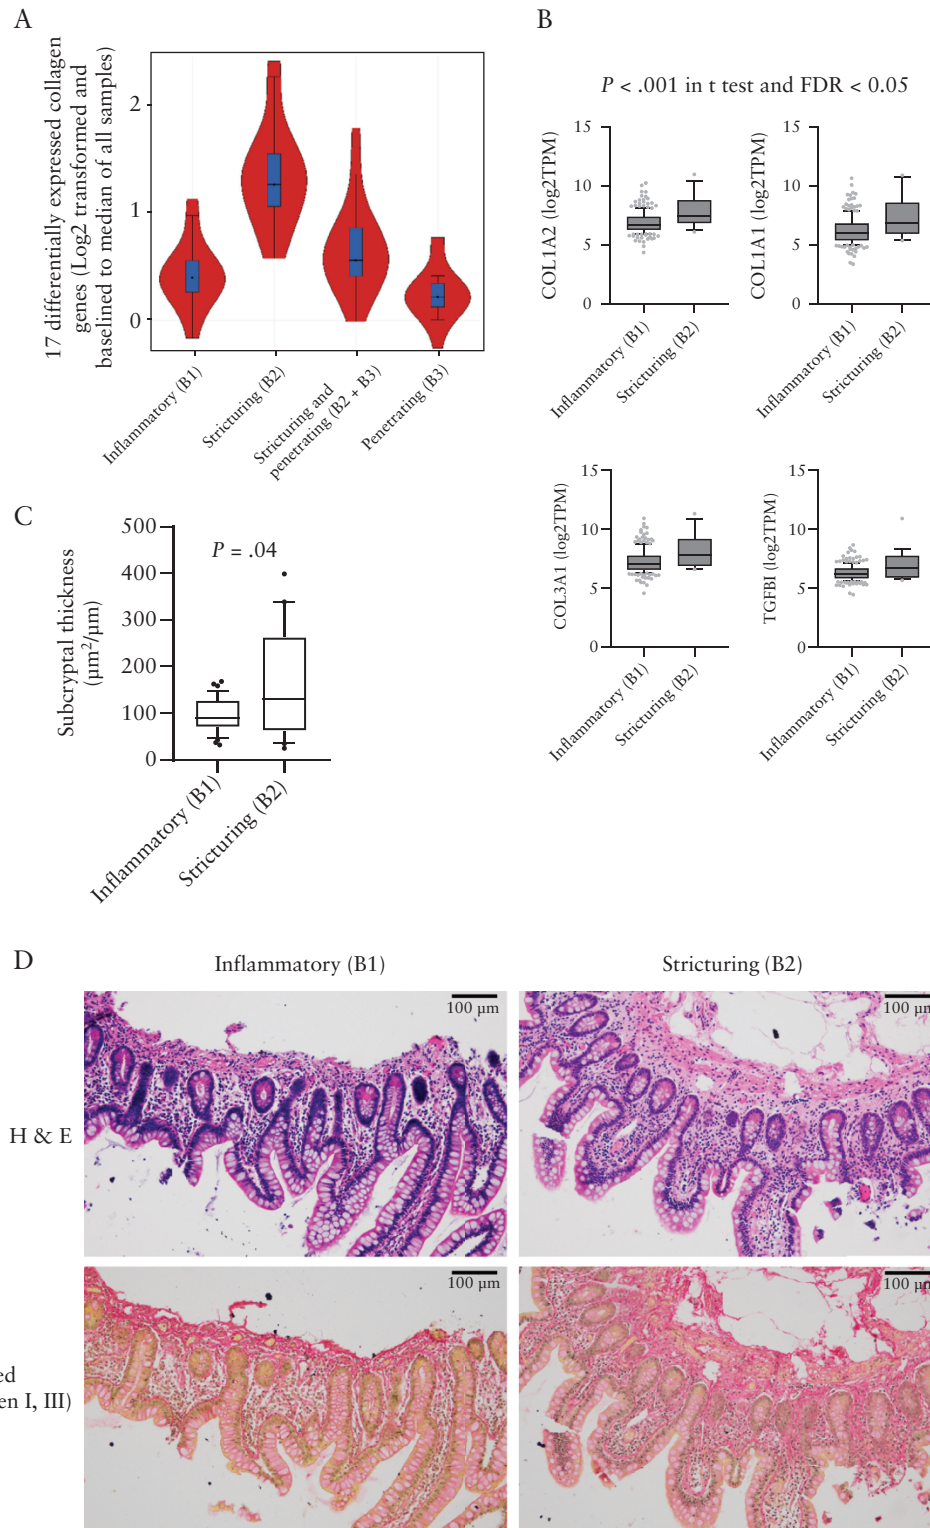 A
17 differentially expressed collagen
genes (Log2 transformed and
baselined to median of all samples)
2
1
0
Inflammatory (B1)
Stricturing (B2)
Stricturing and
penetrating (B2 + B3)
Penetrating (B3)
B
P < .001 in t test and FDR < 0.05
COL1A2 (log2TPM)
15
10
5
0
Inflammatory (B1)
Stricturing (B2)
COL1A1 (log2TPM)
15
10
5
0
Inflammatory (B1)
Stricturing (B2)
COL3A1 (log2TPM)
15
10
5
0
Inflammatory (B1)
Stricturing (B2)
TGFBI (log2TPM)
15
10
5
0
Inflammatory (B1)
Stricturing (B2)
C
Subcryptal thickness
(µm²/µm)
500
400
300
200
100
0
P = .04
Inflammatory (B1)
Stricturing (B2)
D
Inflammatory (B1)
Stricturing (B2)
H & E
100 µm
100 µm
ed
en I, III)
100 µm
100 µm